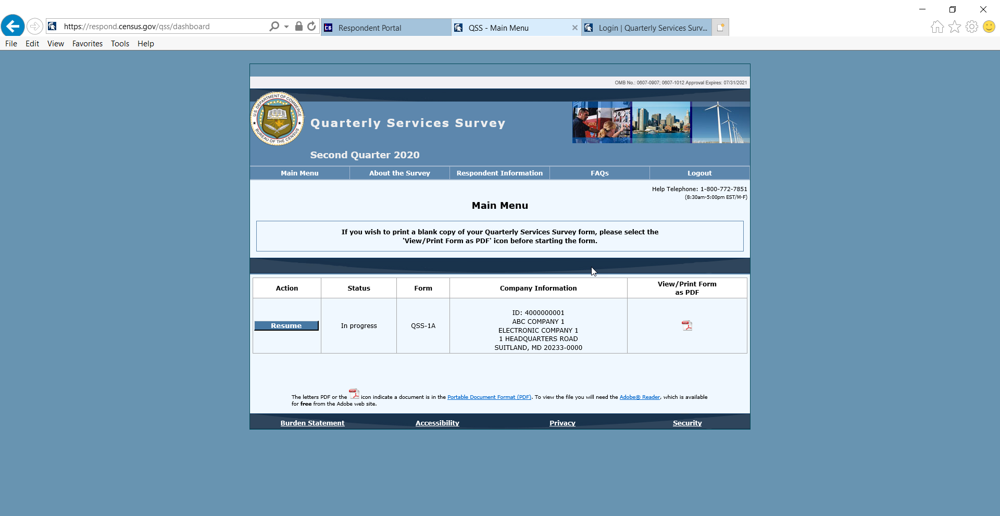 https://respond.census.gov/qss/dashboard
Respondent Portal
QSS - Main Menu
Login | Quarterly Services Surv...
File Edit View Favorites Tools Help
OMB No.: 0607-0907; 0607-1012 Approval Expires: 07/31/2021
U.S. DEPARTMENT OF COMMERCE
BUREAU OF THE CENSUS
Quarterly Services Survey
Second Quarter 2020
Main Menu About the Survey Respondent Information FAQs Logout
Help Telephone: 1-800-772-7851
(8:30am-5:00pm EST/M-F)
Main Menu
If you wish to print a blank copy of your Quarterly Services Survey form, please select the
'View/Print Form as PDF' icon before starting the form.
Action Status Form Company Information View/Print Form
as PDF
Resume In progress QSS-1A
ID: 4000000001
ABC COMPANY 1
ELECTRONIC COMPANY 1
1 HEADQUARTERS ROAD
SUITLAND, MD 20233-0000
The letters PDF or the icon indicate a document is in the Portable Document Format (PDF). To view the file you will need the Adobe® Reader, which is available
for free from the Adobe web site.
Burden Statement Accessibility Privacy Security